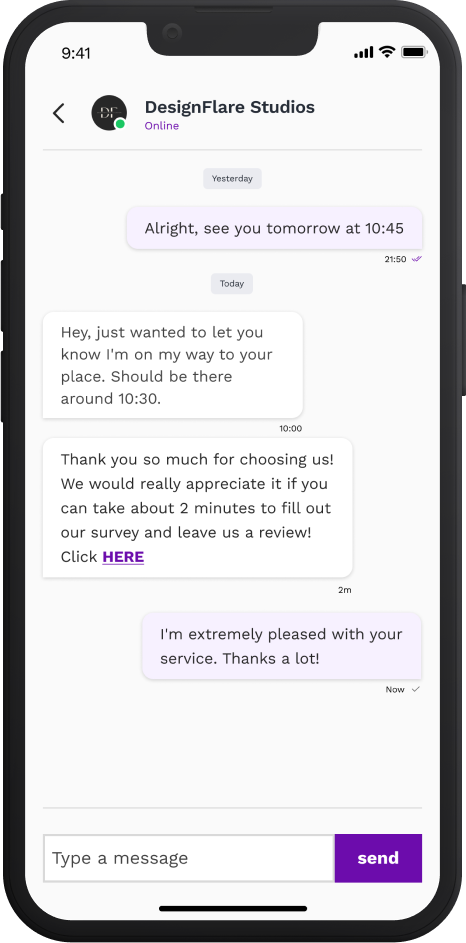 9:41
DF
DesignFlare Studios
Online
Yesterday
Alright, see you tomorrow at 10:45
21:50
Today
Hey, just wanted to let you
know I'm on my way to your
place. Should be there
around 10:30.
10:00
Thank you so much for choosing us!
We would really appreciate it if you
can take about 2 minutes to fill out
our survey and leave us a review!
Click HERE
2m
I'm extremely pleased with your
service. Thanks a lot!
Now
Type a message
send